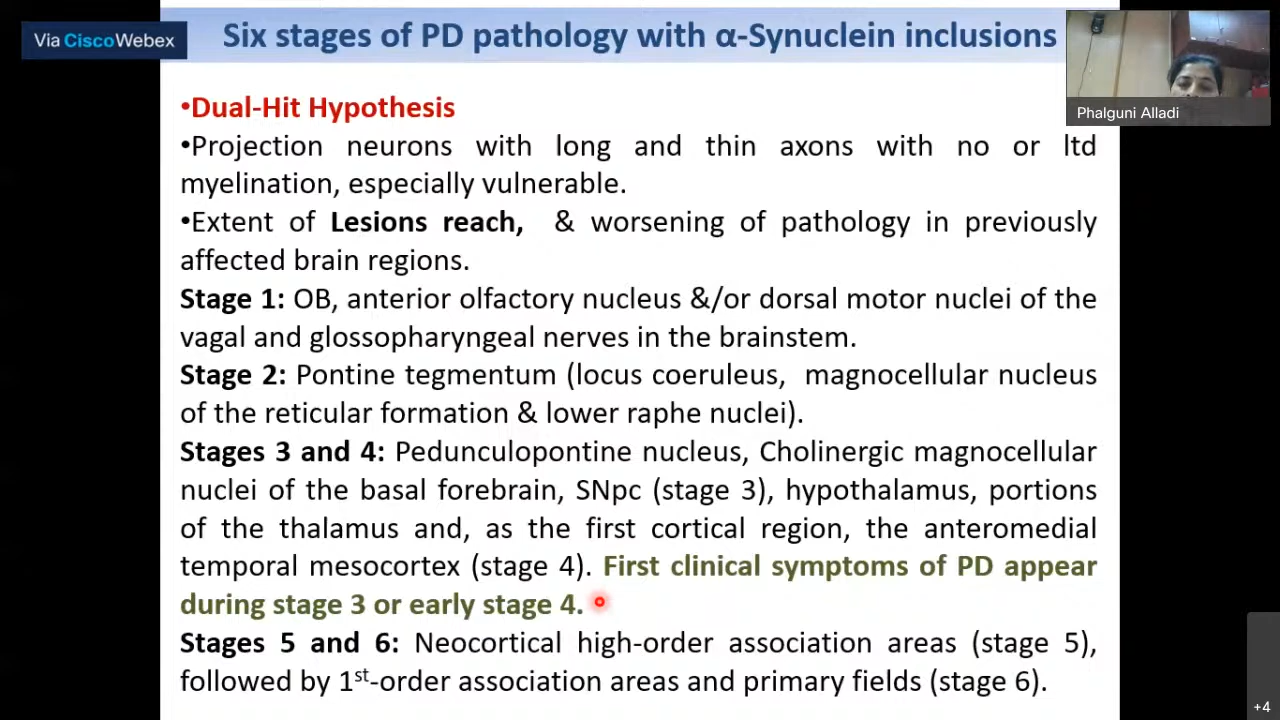 Via CiscoWebex
Six stages of PD pathology with α-Synuclein inclusions
Phalguni Alladi
•Dual-Hit Hypothesis
•Projection neurons with long and thin axons with no or ltd
myelination, especially vulnerable.
•Extent of Lesions reach, & worsening of pathology in previously
affected brain regions.
Stage 1: OB, anterior olfactory nucleus &/or dorsal motor nuclei of the
vagal and glossopharyngeal nerves in the brainstem.
Stage 2: Pontine tegmentum (locus coeruleus, magnocellular nucleus
of the reticular formation & lower raphe nuclei).
Stages 3 and 4: Pedunculopontine nucleus, Cholinergic magnocellular
nuclei of the basal forebrain, SNpc (stage 3), hypothalamus, portions
of the thalamus and, as the first cortical region, the anteromedial
temporal mesocortex (stage 4). First clinical symptoms of PD appear
during stage 3 or early stage 4.
Stages 5 and 6: Neocortical high-order association areas (stage 5),
followed by 1st-order association areas and primary fields (stage 6).
+4